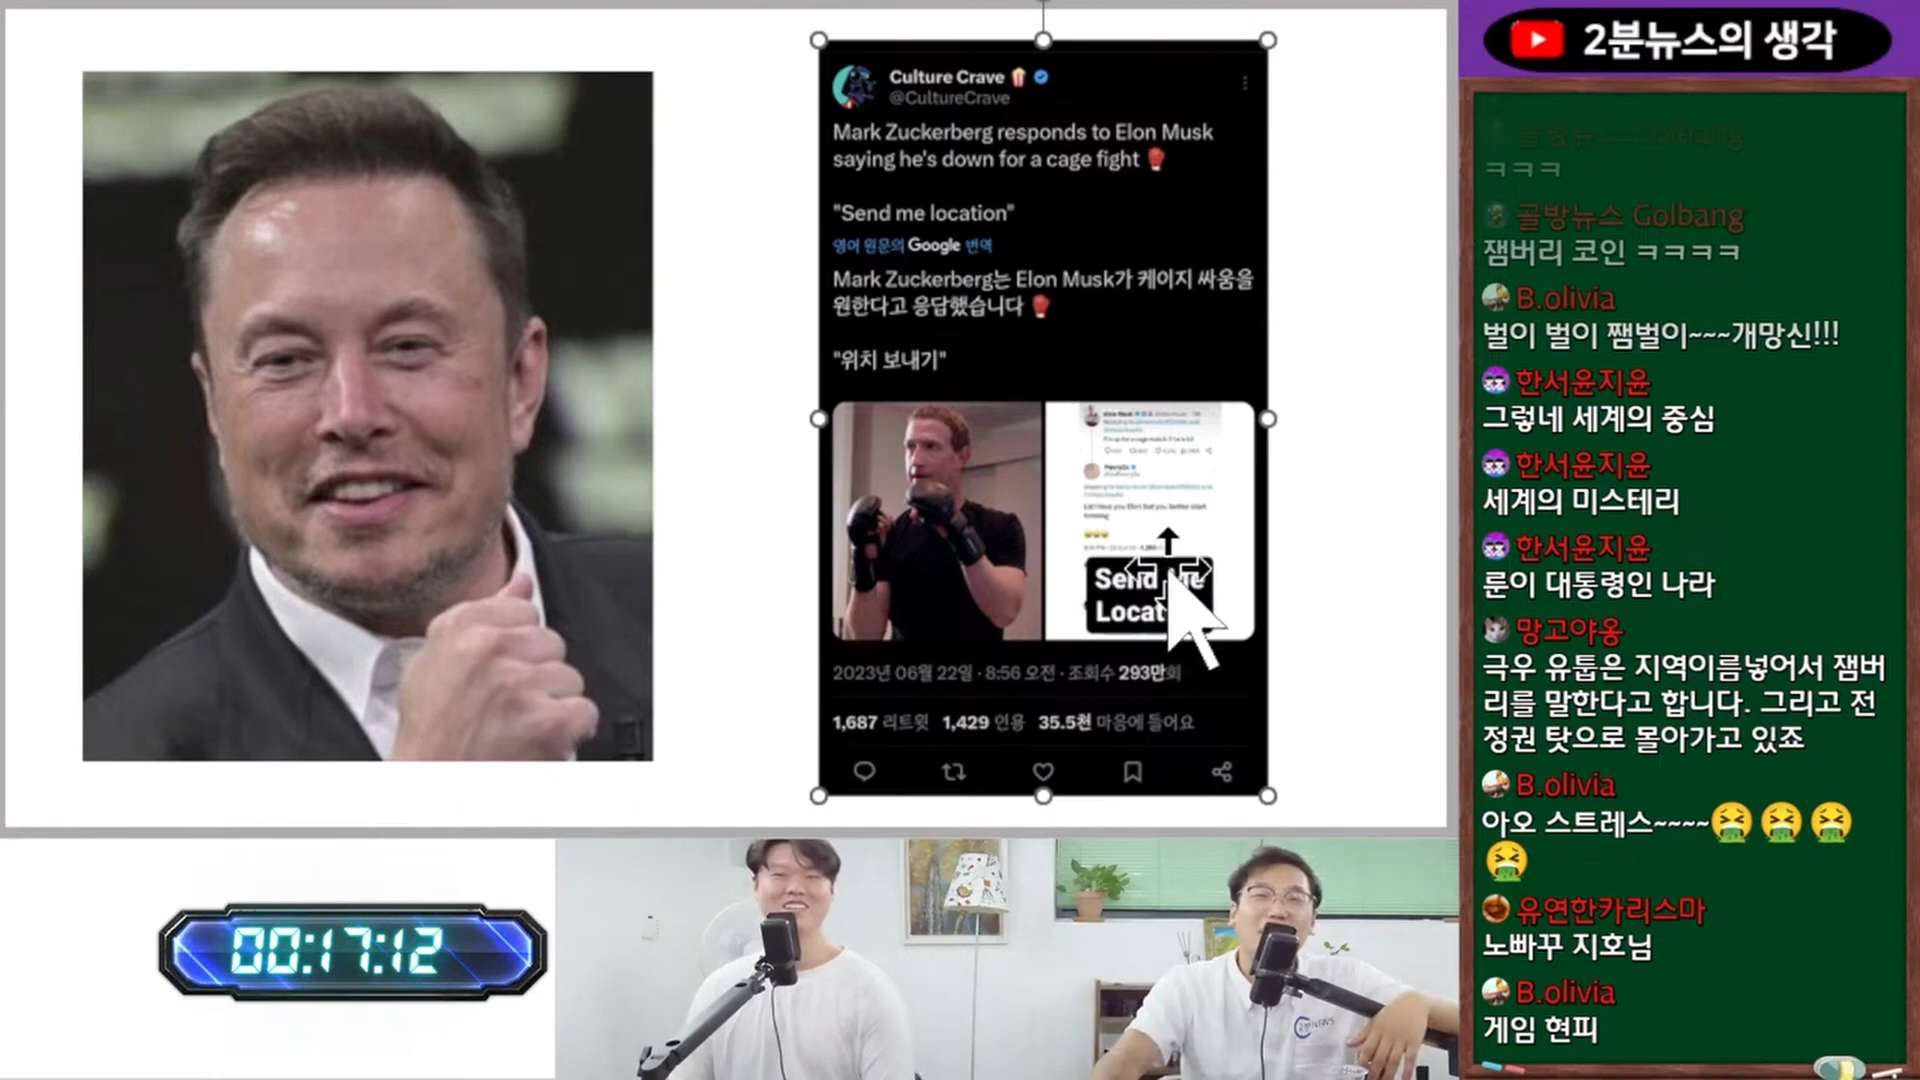 Culture Crave
@CultureCrave
Mark Zuckerberg responds to Elon Musk
saying he's down for a cage fight
"Send me location"
영어 원문의 Google 번역
Mark Zuckerberg는 Elon Musk가 케이지 싸움을
원한다고 응답했습니다
"위치 보내기"
Send
2023년 06월 22일 · 8:56 오전 · 조회수 293만회
1,687 리트윗 1,429 인용 35.5천 마음에 들어요
00:17:12
2분뉴스의 생각
ㅋㅋㅋ
골방뉴스 Golbang
잼버리 코인 ㅋㅋㅋㅋ
B.olivia
벌이 벌이 쨈벌이~~~개망신!!!
한서윤지윤
그렇네 세계의 중심
한서윤지윤
세계의 미스테리
한서윤지윤
룬이 대통령인 나라
망고야옹
극우 유튭은 지역이름넣어서 잼버
리를 말한다고 합니다. 그리고 전
정권 탓으로 몰아가고 있죠
B.olivia
아오 스트레스~~~~
유연한카리스마
노빠꾸 지호님
B.olivia
게임 현피